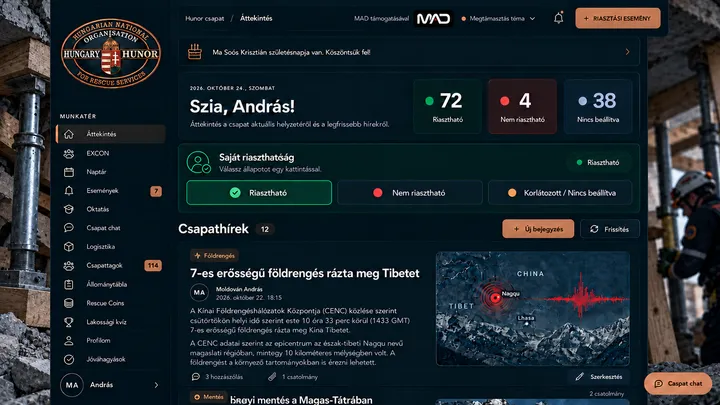 HUNGARIAN NATIONAL
ORGANISATION
HUNGARY HUNOR
FOR RESCUE SERVICES
Hunor csapat / Áttekintés
MAD támogatásával MAD Megtámasztás téma
+ RIASZTÁSI ESEMÉNY
Ma Soós Krisztián születésnapja van. Köszöntsük fel!
MUNKATÉR
Áttekintés
EXCON
Naptár
Események 7
Oktatás
Csapat chat
Logisztika
Csapattagok 114
Állománytábla
Rescue Coins
Lakossági kvíz
Profilom
Jóváhagyások
MA András
2026. OKTÓBER 24., SZOMBAT
Szia, András!
Áttekintés a csapat aktuális helyzetéről és a legfrissebb hírekről.
72
Riasztható
4
Nem riasztható
38
Nincs beállítva
Saját riaszthatóság
Válassz állapotot egy kattintással.
Riasztható
Riasztható
Nem riasztható
Korlátozott / Nincs beállítva
Csapathírek 12
+ Új bejegyzés
Frissítés
Földrengés
7-es erősségű földrengés rázta meg Tibetet
MA Moldován András
2026. október 22. 18:15
A Kínai Földrengéshálózatok Központja (CENC) közlése szerint
csütörtökön helyi idő szerint este 10 óra 33 perc körül (1433 GMT)
7-es erősségű földrengés rázta meg Kína Tibetet.
A CENC adatai szerint az epicentrum az észak-tibeti Nagqu nevű
magaslati régióban, mintegy 10 kilométeres mélységben volt. A
földrengést a környező tartományokban is érezni lehetett.
CHINA
TIBET
Nagqu
Lhasa
3 hozzászólás
1 csatolmány
Szerkesztés
Mentés
mentés a Magas-Tátrában
2 csatolmány
Csapat chat